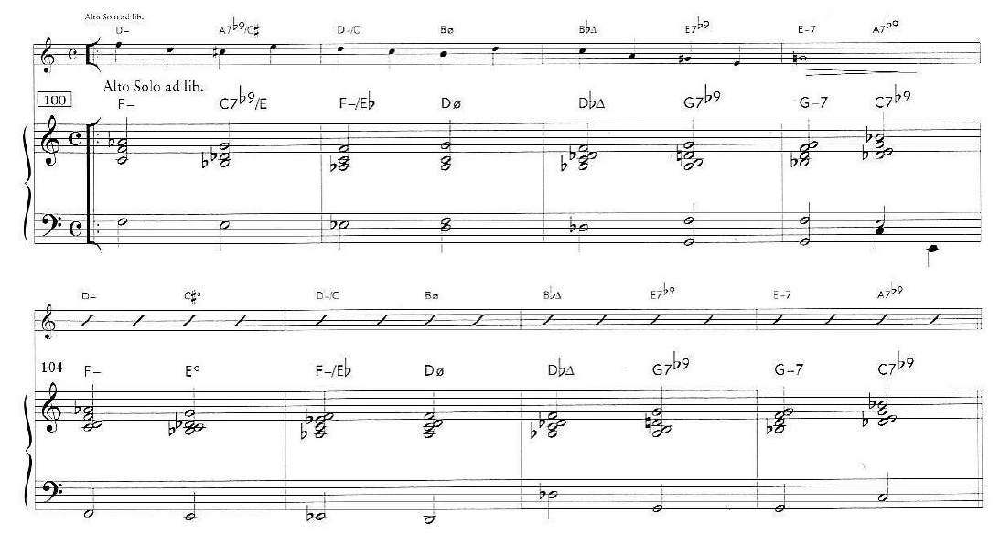 Alto Solo ad lib.
D– A7♭9/C♯ D–/C Bø B♭Δ E7♭9 E–7 A7♭9
Alto Solo ad lib.
100
F– C7♭9/E F–/E♭ Dø D♭Δ G7♭9 G–7 C7♭9
D– C♯° D–/C Bø B♭Δ E7♭9 E–7 A7♭9
104
F– E° F–/E♭ Dø D♭Δ G7♭9 G–7 C7♭9